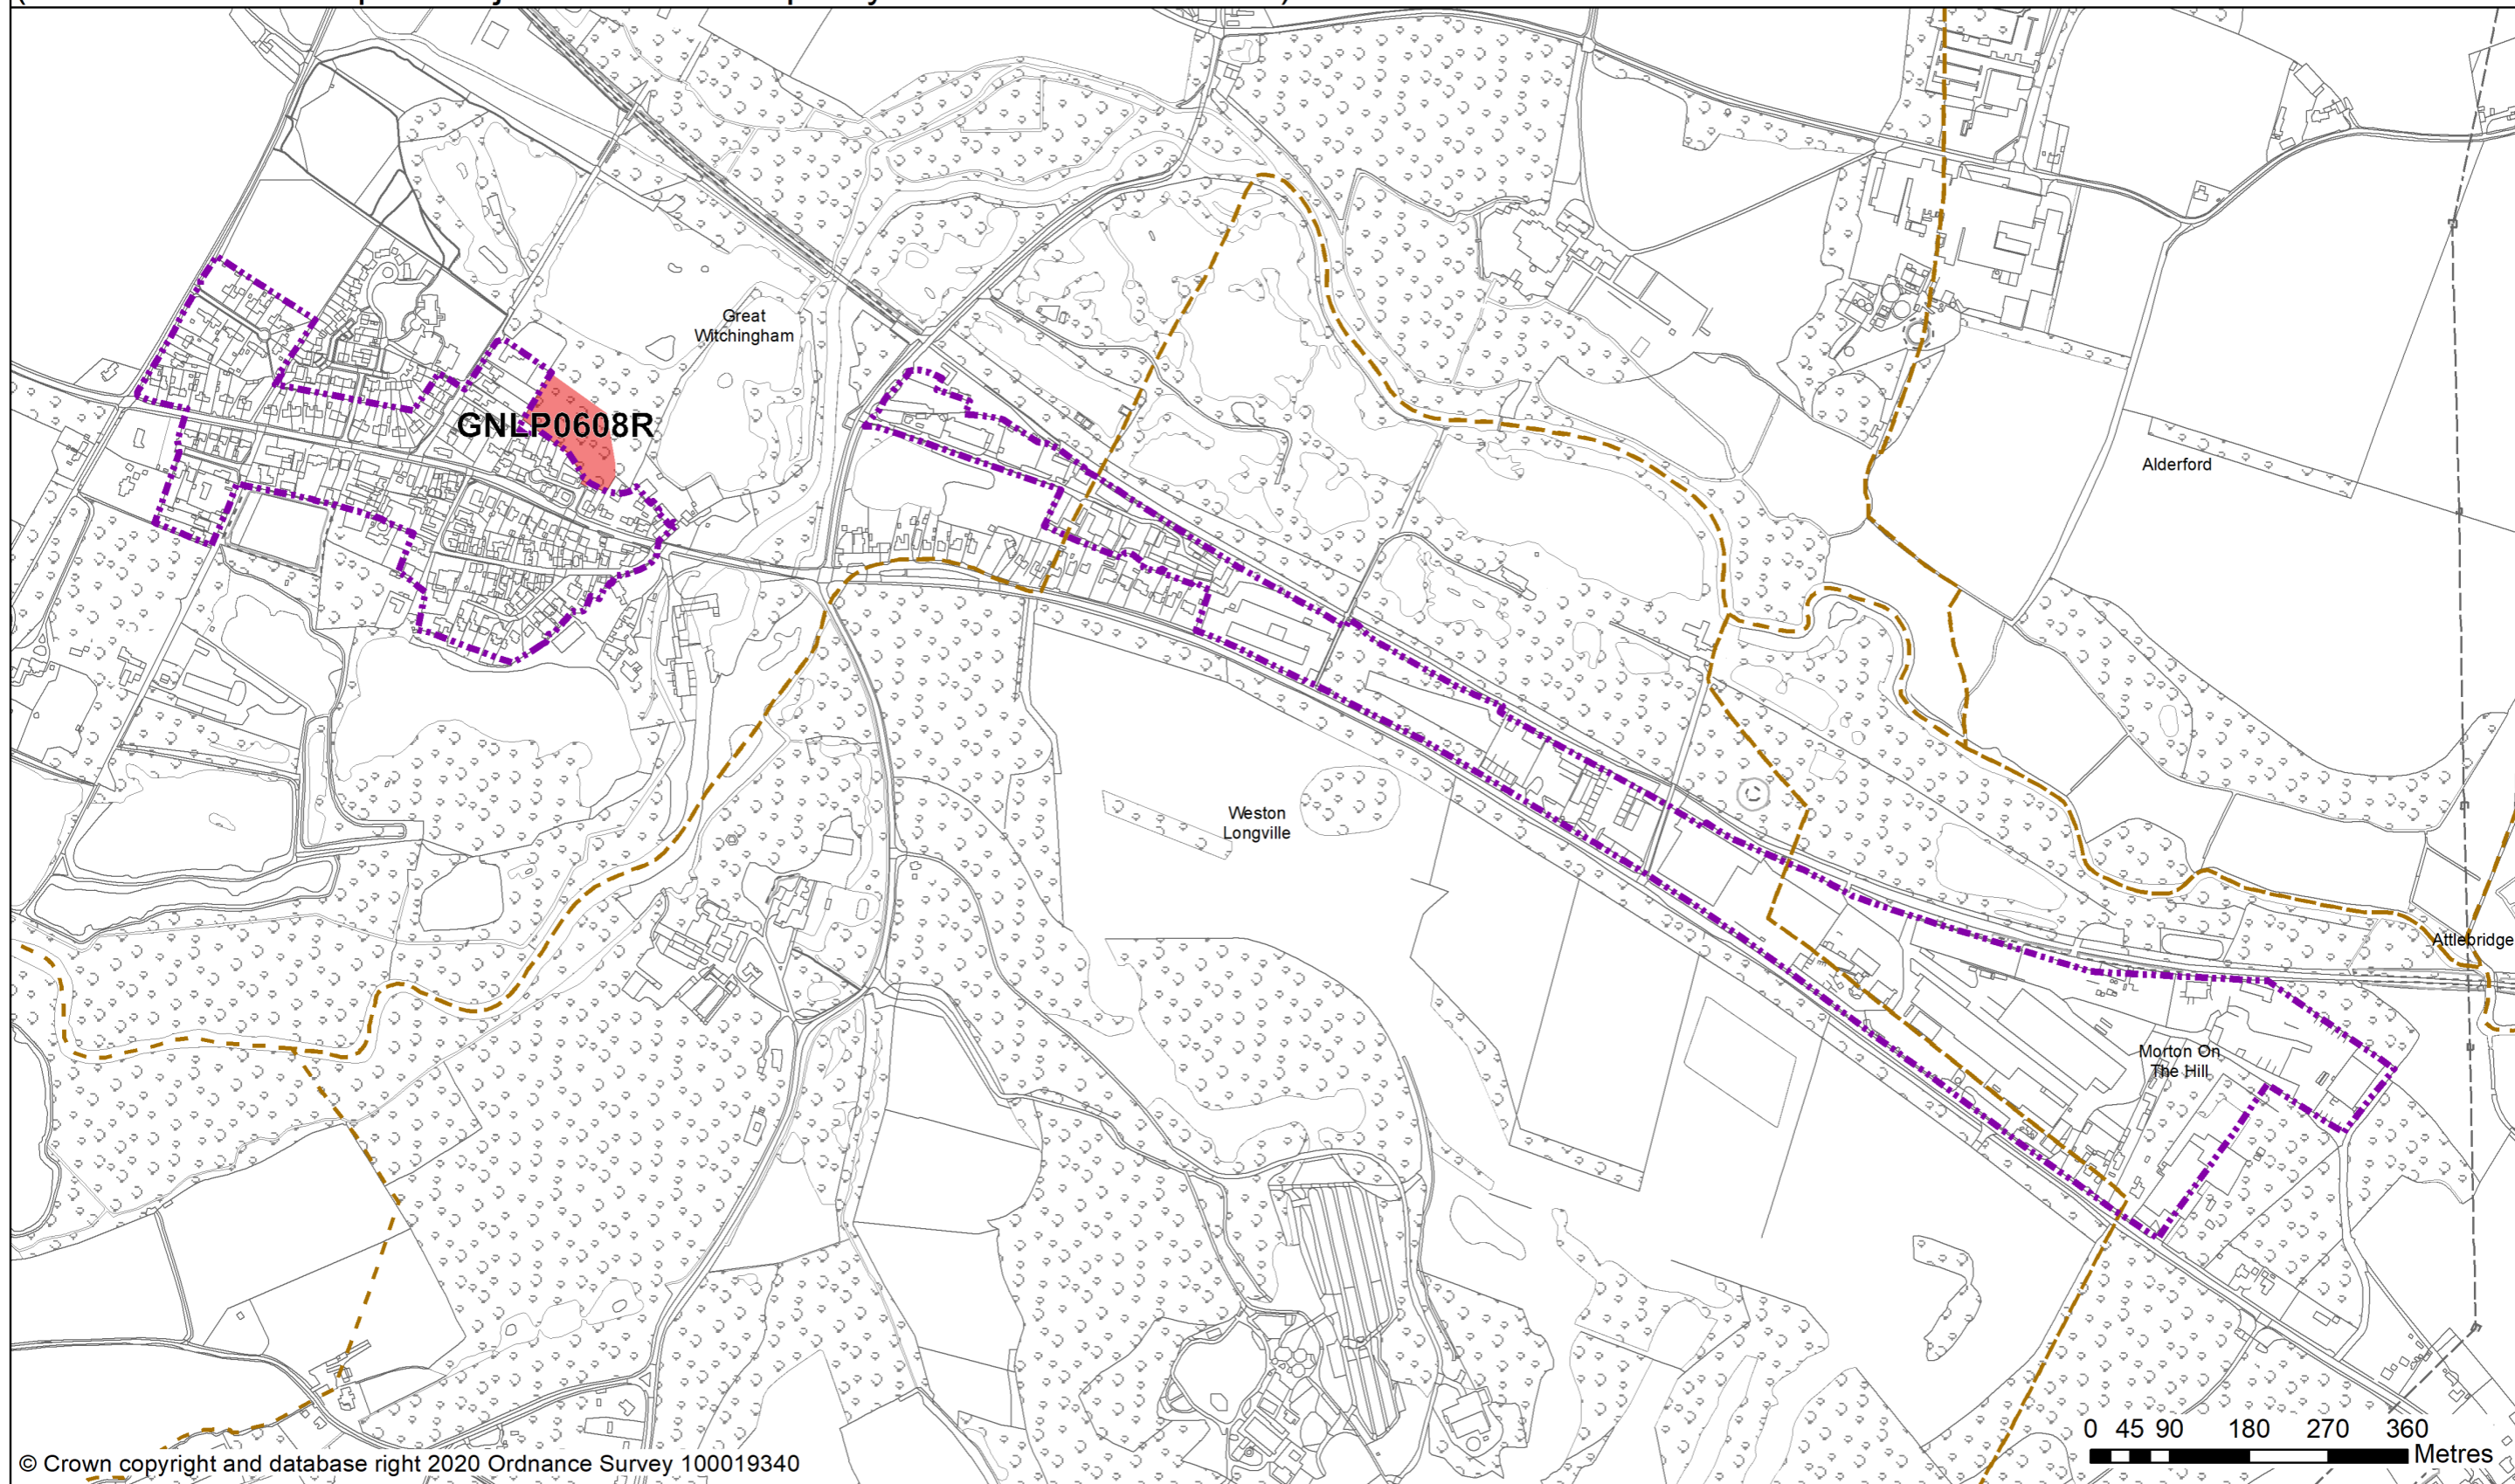 Great
Witchingham
GNLP0608R
Alderford
Weston
Longville
Attlebridge
Morton On
The Hill
0 45 90 180 270 360
Metres
© Crown copyright and database right 2020 Ordnance Survey 100019340